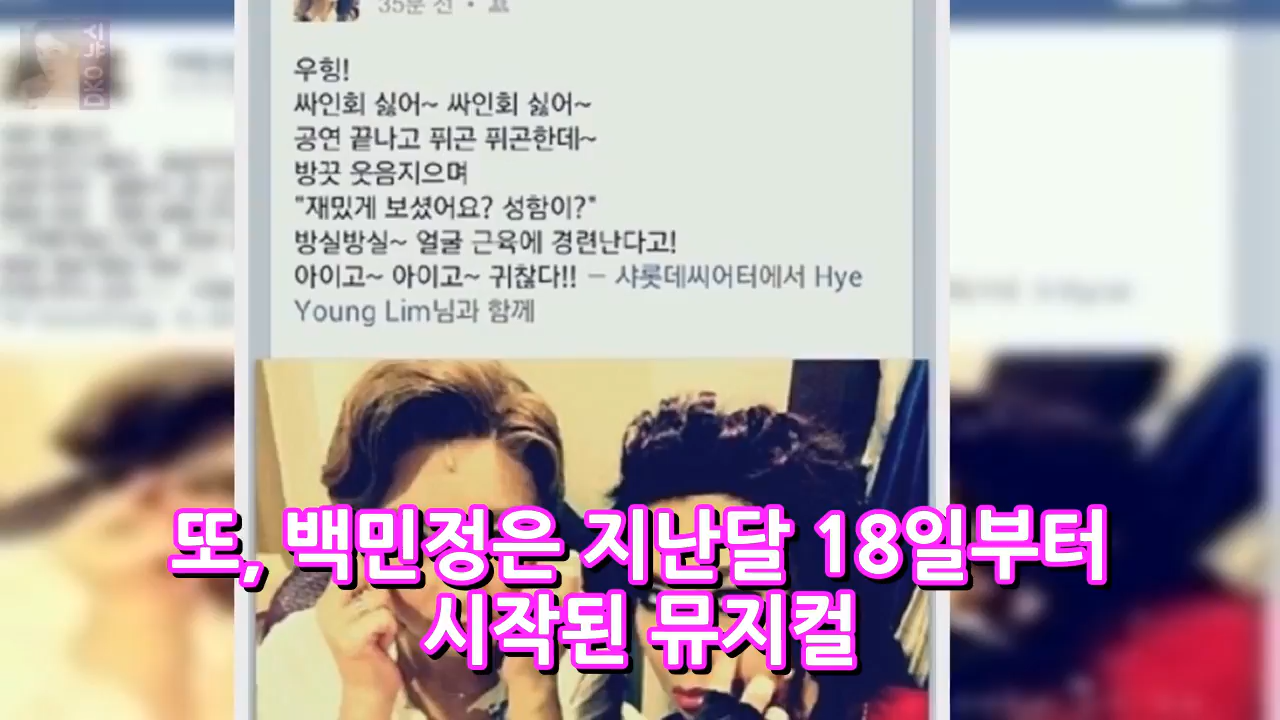 35분 전 •
우힝!
싸인회 싫어~ 싸인회 싫어~
공연 끝나고 퓌곤 퓌곤한데~
방끗 웃음지으며
"재밌게 보셨어요? 성함이?"
방실방실~ 얼굴 근육에 경련난다고!
아이고~ 아이고~ 귀찮다!! – 샤롯데씨어터에서 Hye
Young Lim님과 함께
또, 백민정은 지난달 18일부터
시작된 뮤지컬
DKO